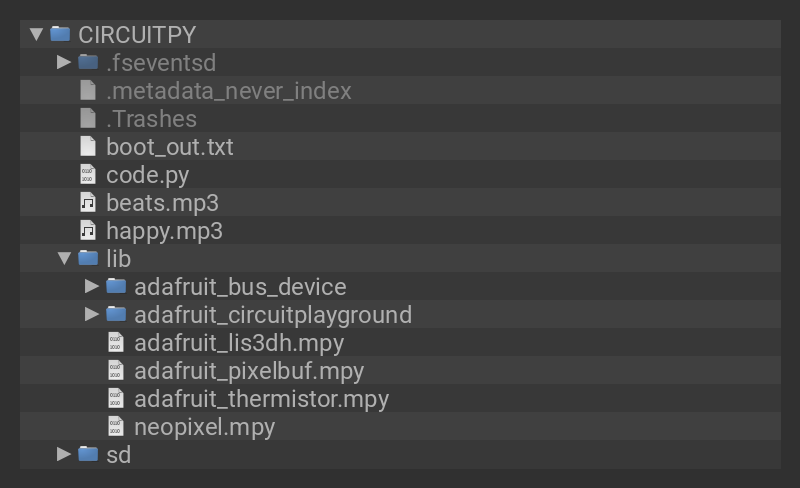 CIRCUITPY
.fseventsd
.metadata_never_index
.Trashes
boot_out.txt
code.py
beats.mp3
happy.mp3
lib
adafruit_bus_device
adafruit_circuitplayground
adafruit_lis3dh.mpy
adafruit_pixelbuf.mpy
adafruit_thermistor.mpy
neopixel.mpy
sd